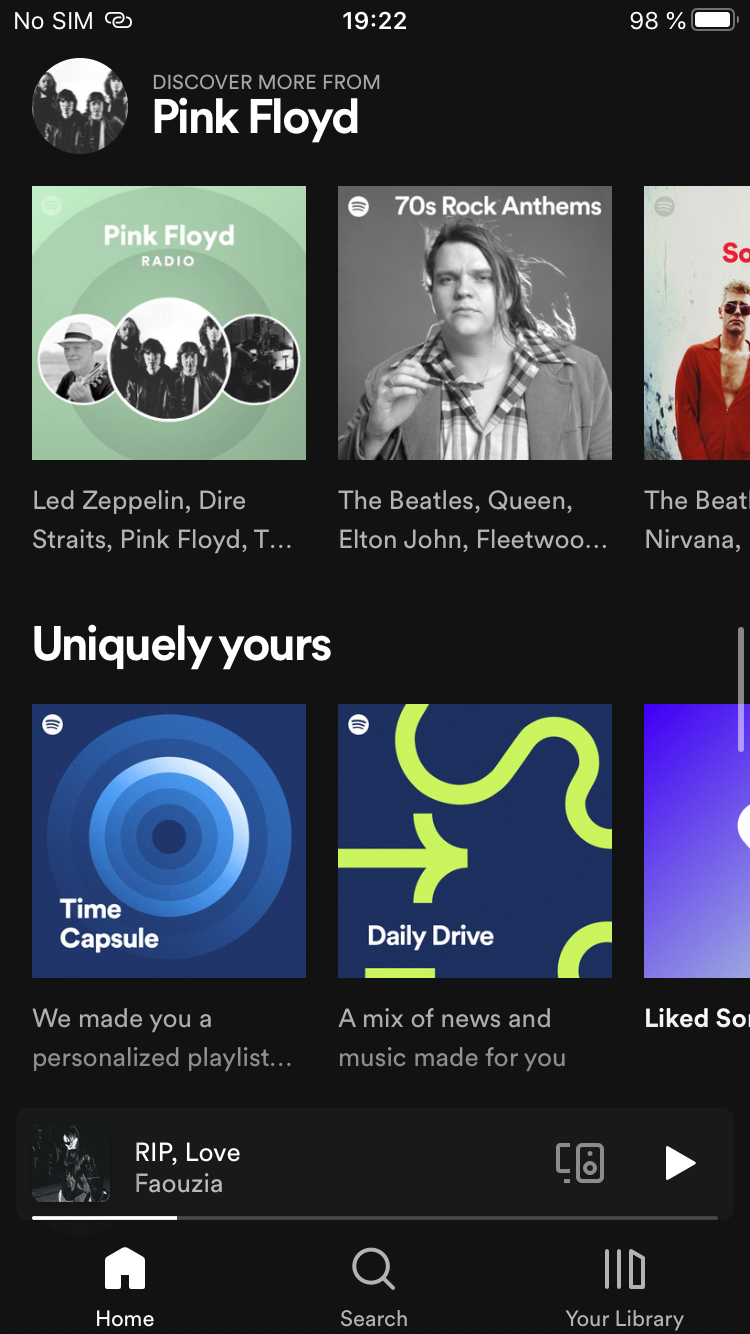 No SIM 19:22 98 %
DISCOVER MORE FROM
Pink Floyd
Pink Floyd
RADIO
70s Rock Anthems
So
Led Zeppelin, Dire
Straits, Pink Floyd, T...
The Beatles, Queen,
Elton John, Fleetwoo...
The Beatl
Nirvana,
Uniquely yours
Time
Capsule
Daily Drive
We made you a
personalized playlist...
A mix of news and
music made for you
Liked So
RIP, Love
Faouzia
Home
Search
Your Library